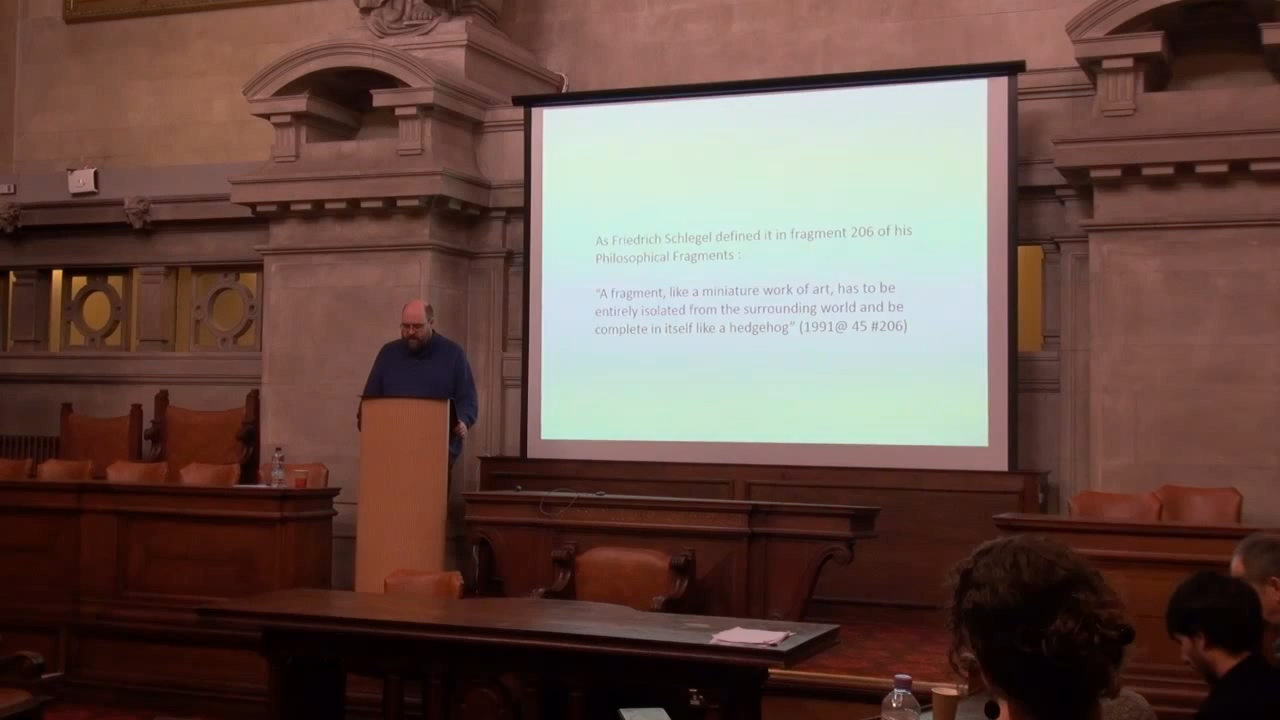 As Friedrich Schlegel defined it in fragment 206 of his
Philosophical Fragments :
“A fragment, like a miniature work of art, has to be
entirely isolated from the surrounding world and be
complete in itself like a hedgehog” (1991@ 45 #206)